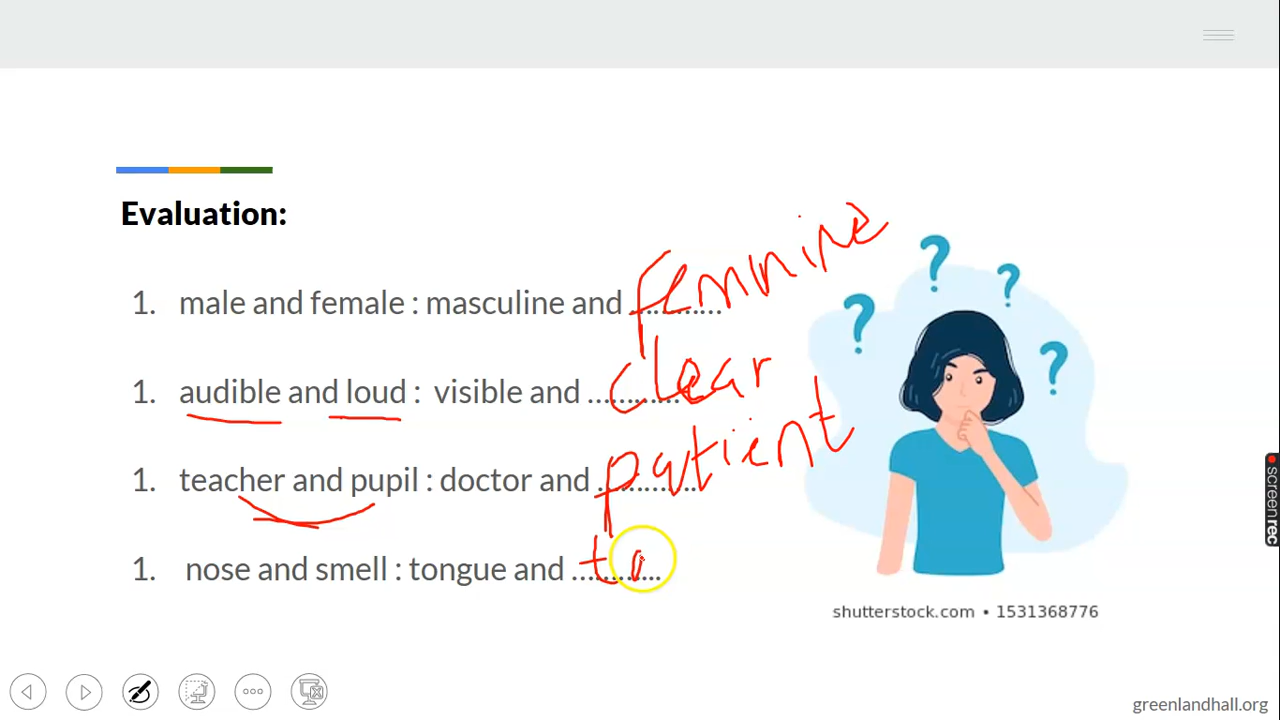 Evaluation:
1. male and female : masculine and ............ feminine
1. audible and loud : visible and ............ clear
1. teacher and pupil : doctor and ............. patient
1. nose and smell : tongue and ............
shutterstock.com • 1531368776
screenrec
greenlandhall.org